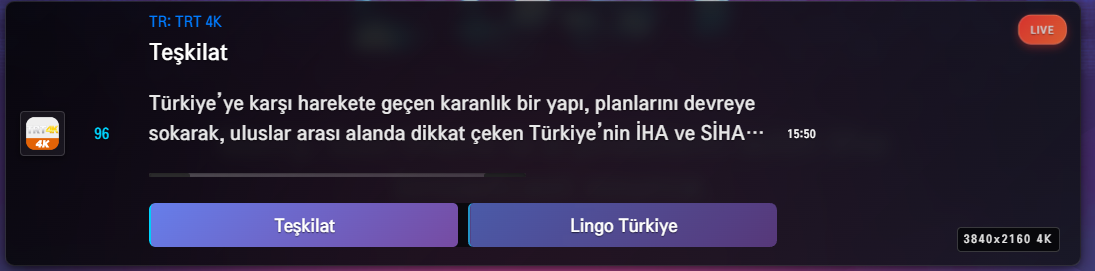 TR: TRT 4K
LIVE
Teşkilat
Türkiye’ye karşı harekete geçen karanlık bir yapı, planlarını devreye
sokarak, uluslar arası alanda dikkat çeken Türkiye’nin İHA ve SİHA…
96
15:50
4K
Teşkilat
Lingo Türkiye
3840x2160 4K